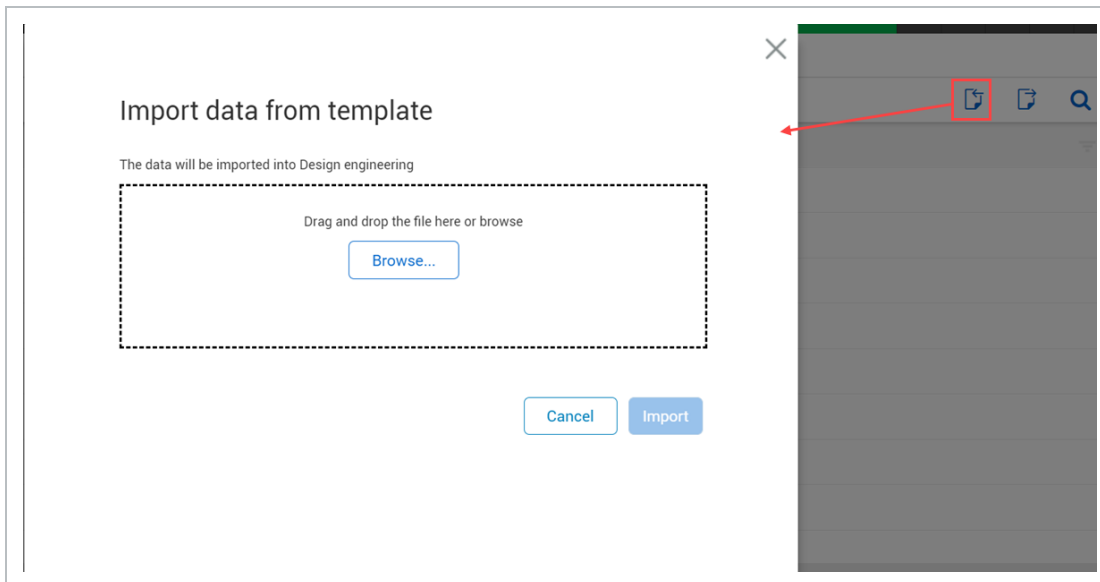 Import data from template
The data will be imported into Design engineering
Drag and drop the file here or browse
Browse...
Cancel
Import